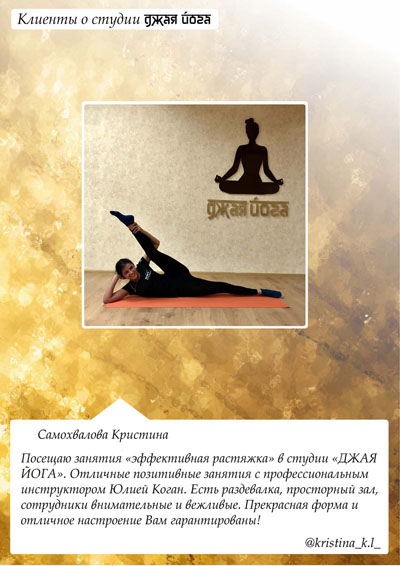 Клиенты о студии ДЖАЯ ЙОГА
ДЖАЯ ЙОГА
Самохвалова Кристина
Посещаю занятия «эффективная растяжка» в студии «ДЖАЯ
ЙОГА». Отличные позитивные занятия с профессиональным
инструктором Юлией Коган. Есть раздевалка, просторный зал,
сотрудники внимательные и вежливые. Прекрасная форма и
отличное настроение Вам гарантированы!
@kristina_k.l_